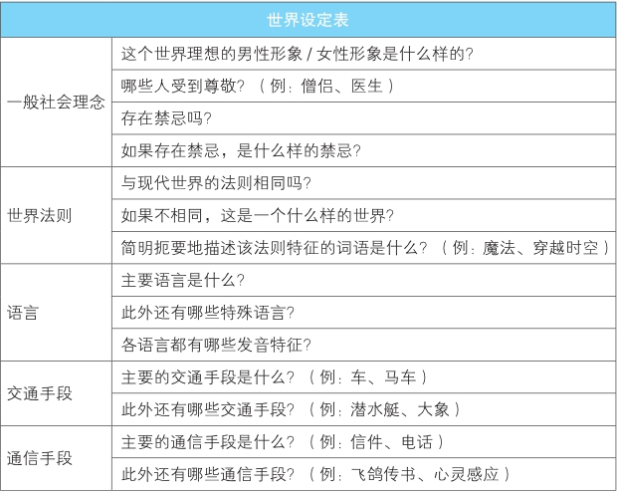 世界设定表
一般社会理念
这个世界理想的男性形象/女性形象是什么样的？
哪些人受到尊敬？（例：僧侣、医生）
存在禁忌吗？
如果存在禁忌，是什么样的禁忌？
世界法则
与现代世界的法则相同吗？
如果不相同，这是一个什么样的世界？
简明扼要地描述该法则特征的词语是什么？（例：魔法、穿越时空）
语言
主要语言是什么？
此外还有哪些特殊语言？
各语言都有哪些发音特征？
交通手段
主要的交通手段是什么？（例：车、马车）
此外还有哪些交通手段？（例：潜水艇、大象）
通信手段
主要的通信手段是什么？（例：信件、电话）
此外还有哪些通信手段？（例：飞鸽传书、心灵感应）